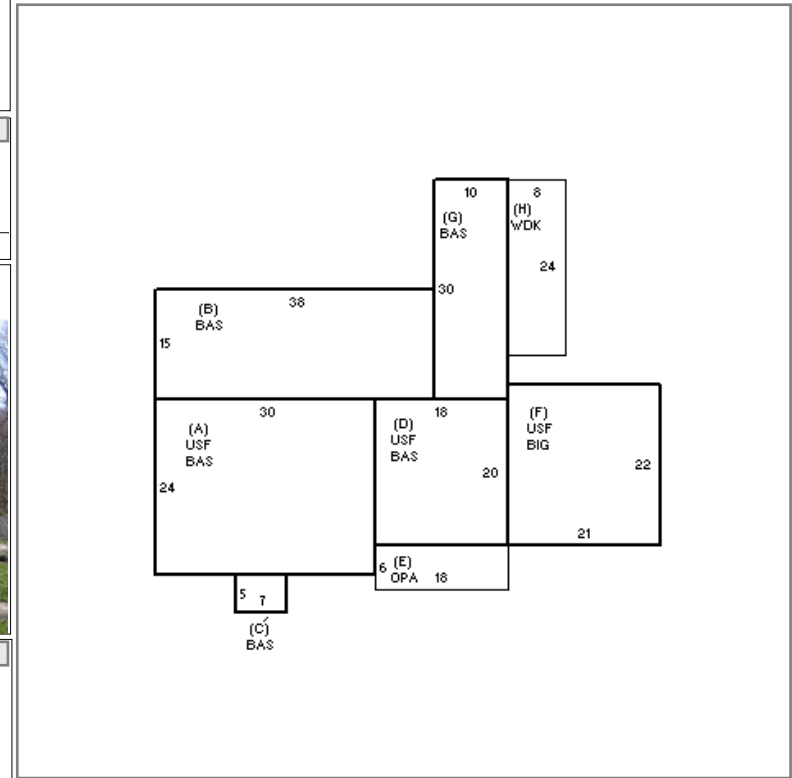 10
8
(G)
BAS
(H)
WDK
24
30
38
(B)
BAS
15
30
18
(A)
USF
BAS
(D)
USF
BAS
(F)
USF
BIG
22
20
24
21
6
(E)
OPA
18
5
7
(C)
BAS